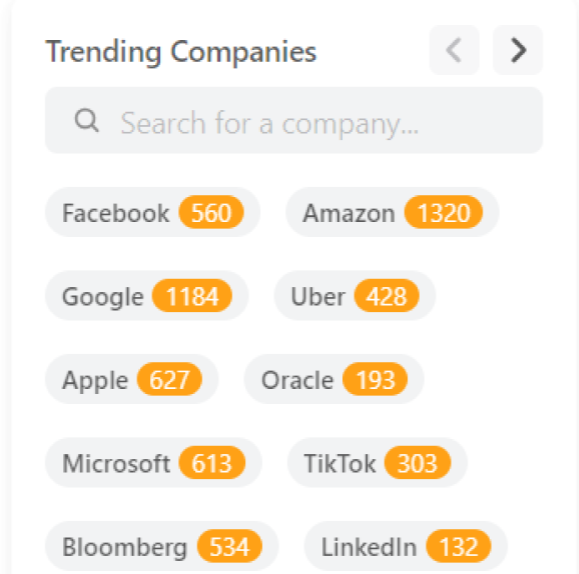 Trending Companies
Search for a company...
Facebook 560 Amazon 1320
Google 1184 Uber 428
Apple 627 Oracle 193
Microsoft 613 TikTok 303
Bloomberg 534 LinkedIn 132